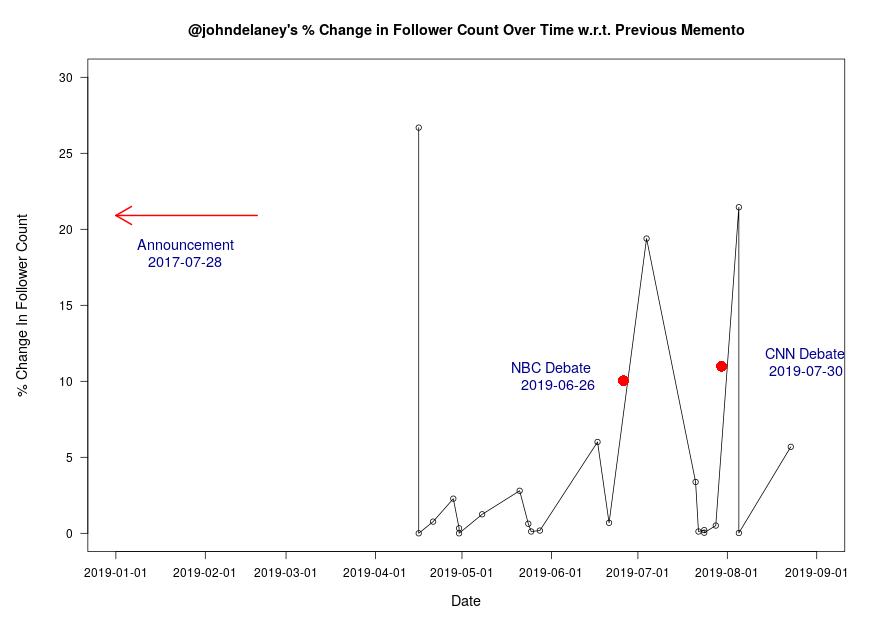 @johndelaney's % Change in Follower Count Over Time w.r.t. Previous Memento
% Change In Follower Count
30
25
20
15
10
5
0
Announcement
2017-07-28
NBC Debate
2019-06-26
CNN Debate
2019-07-30
2019-01-01 2019-02-01 2019-03-01 2019-04-01 2019-05-01 2019-06-01 2019-07-01 2019-08-01 2019-09-01
Date